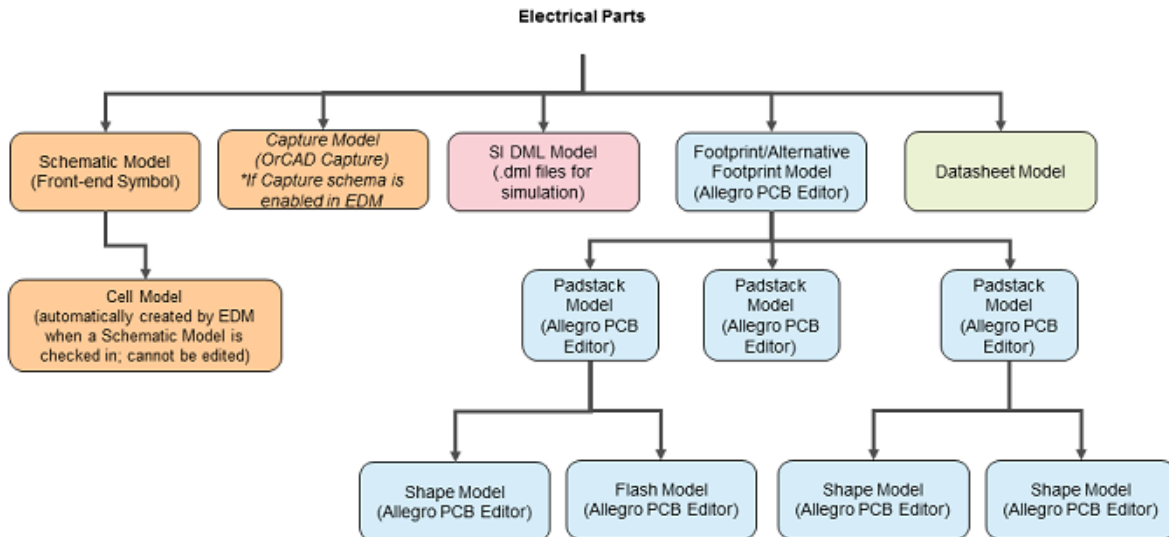 Electrical Parts
Schematic Model
(Front-end Symbol)
Capture Model
(OrCAD Capture)
*If Capture schema is
enabled in EDM
SI DML Model
(.dml files for
simulation)
Footprint/Alternative
Footprint Model
(Allegro PCB Editor)
Datasheet Model
Cell Model
(automatically created by EDM
when a Schematic Model is
checked in; cannot be edited)
Padstack
Model
(Allegro PCB
Editor)
Padstack
Model
(Allegro PCB
Editor)
Padstack
Model
(Allegro PCB
Editor)
Shape Model
(Allegro PCB Editor)
Flash Model
(Allegro PCB Editor)
Shape Model
(Allegro PCB Editor)
Shape Model
(Allegro PCB Editor)